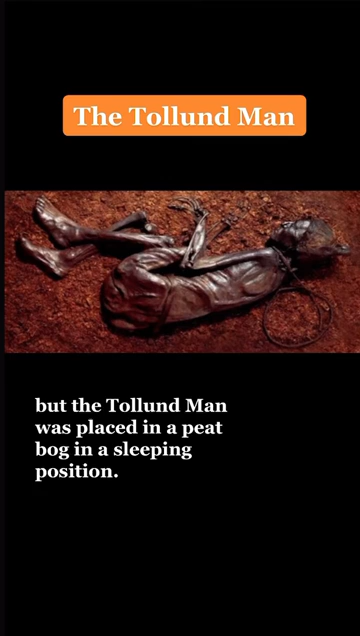 The Tollund Man
but the Tollund Man
was placed in a peat
bog in a sleeping
position.